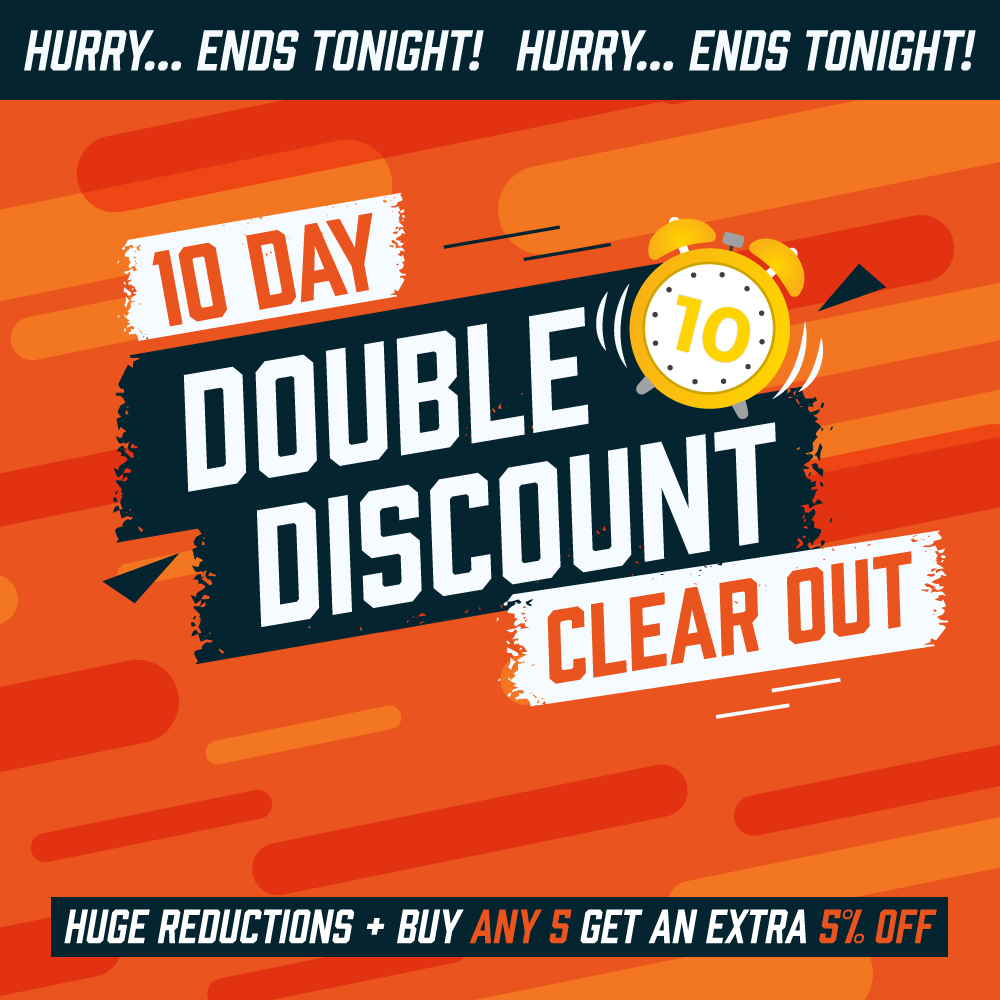 HURRY... ENDS TONIGHT! HURRY... ENDS TONIGHT!
10 DAY
10
DOUBLE
DISCOUNT
CLEAR OUT
HUGE REDUCTIONS + BUY ANY 5 GET AN EXTRA 5% OFF